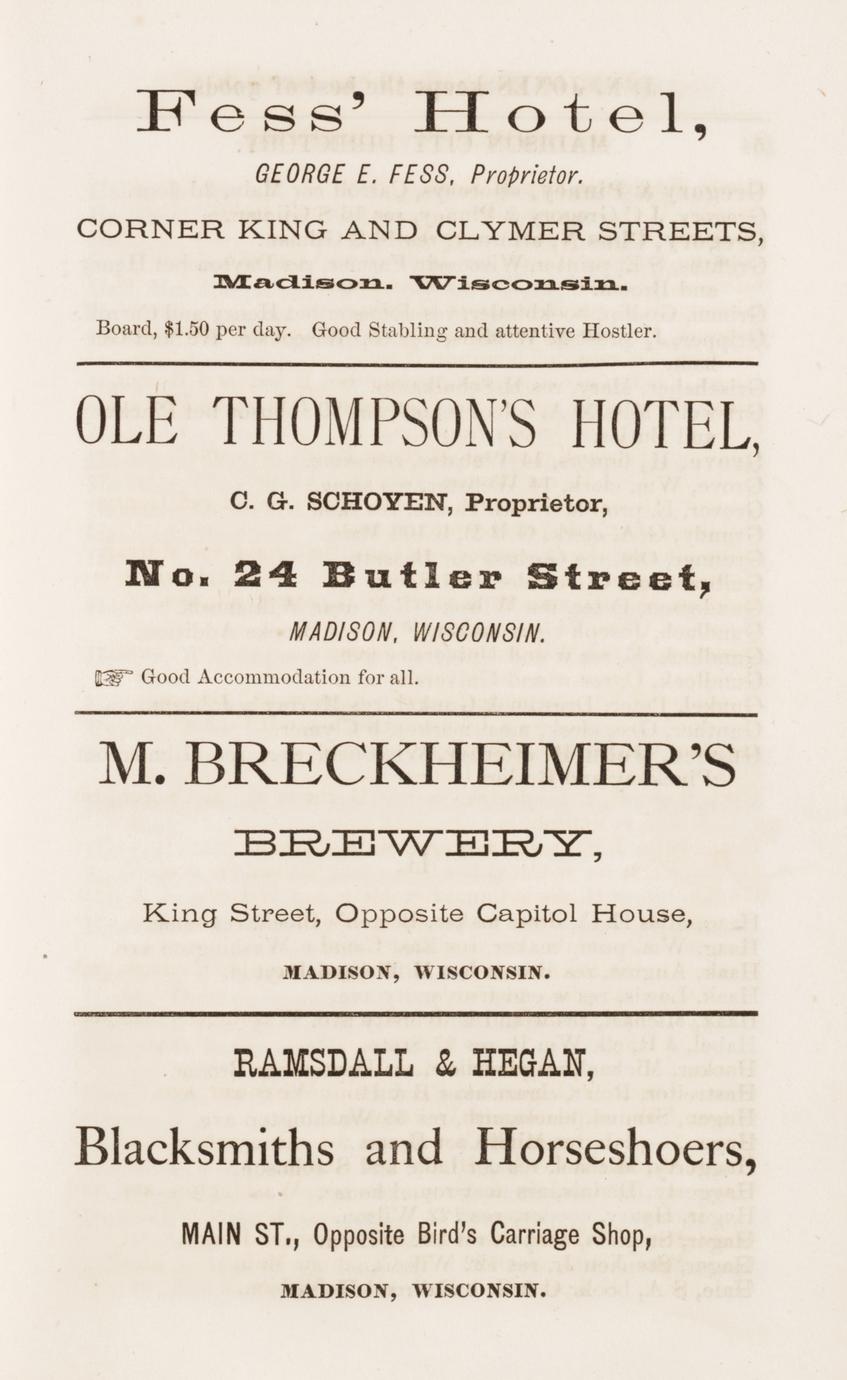 Fess' Hotel,
GEORGE E. FESS, Proprietor.
CORNER KING AND CLYMER STREETS,
Madison. Wisconsin.
Board, $1.50 per day. Good Stabling and attentive Hostler.
OLE THOMPSON'S HOTEL,
C. G. SCHOYEN, Proprietor,
No. 24 Butler Street,
MADISON, WISCONSIN.
☞ Good Accommodation for all.
M. BRECKHEIMER'S
BREWERY,
King Street, Opposite Capitol House,
MADISON, WISCONSIN.
RAMSDALL & HEGAN,
Blacksmiths and Horseshoers,
MAIN ST., Opposite Bird's Carriage Shop,
MADISON, WISCONSIN.